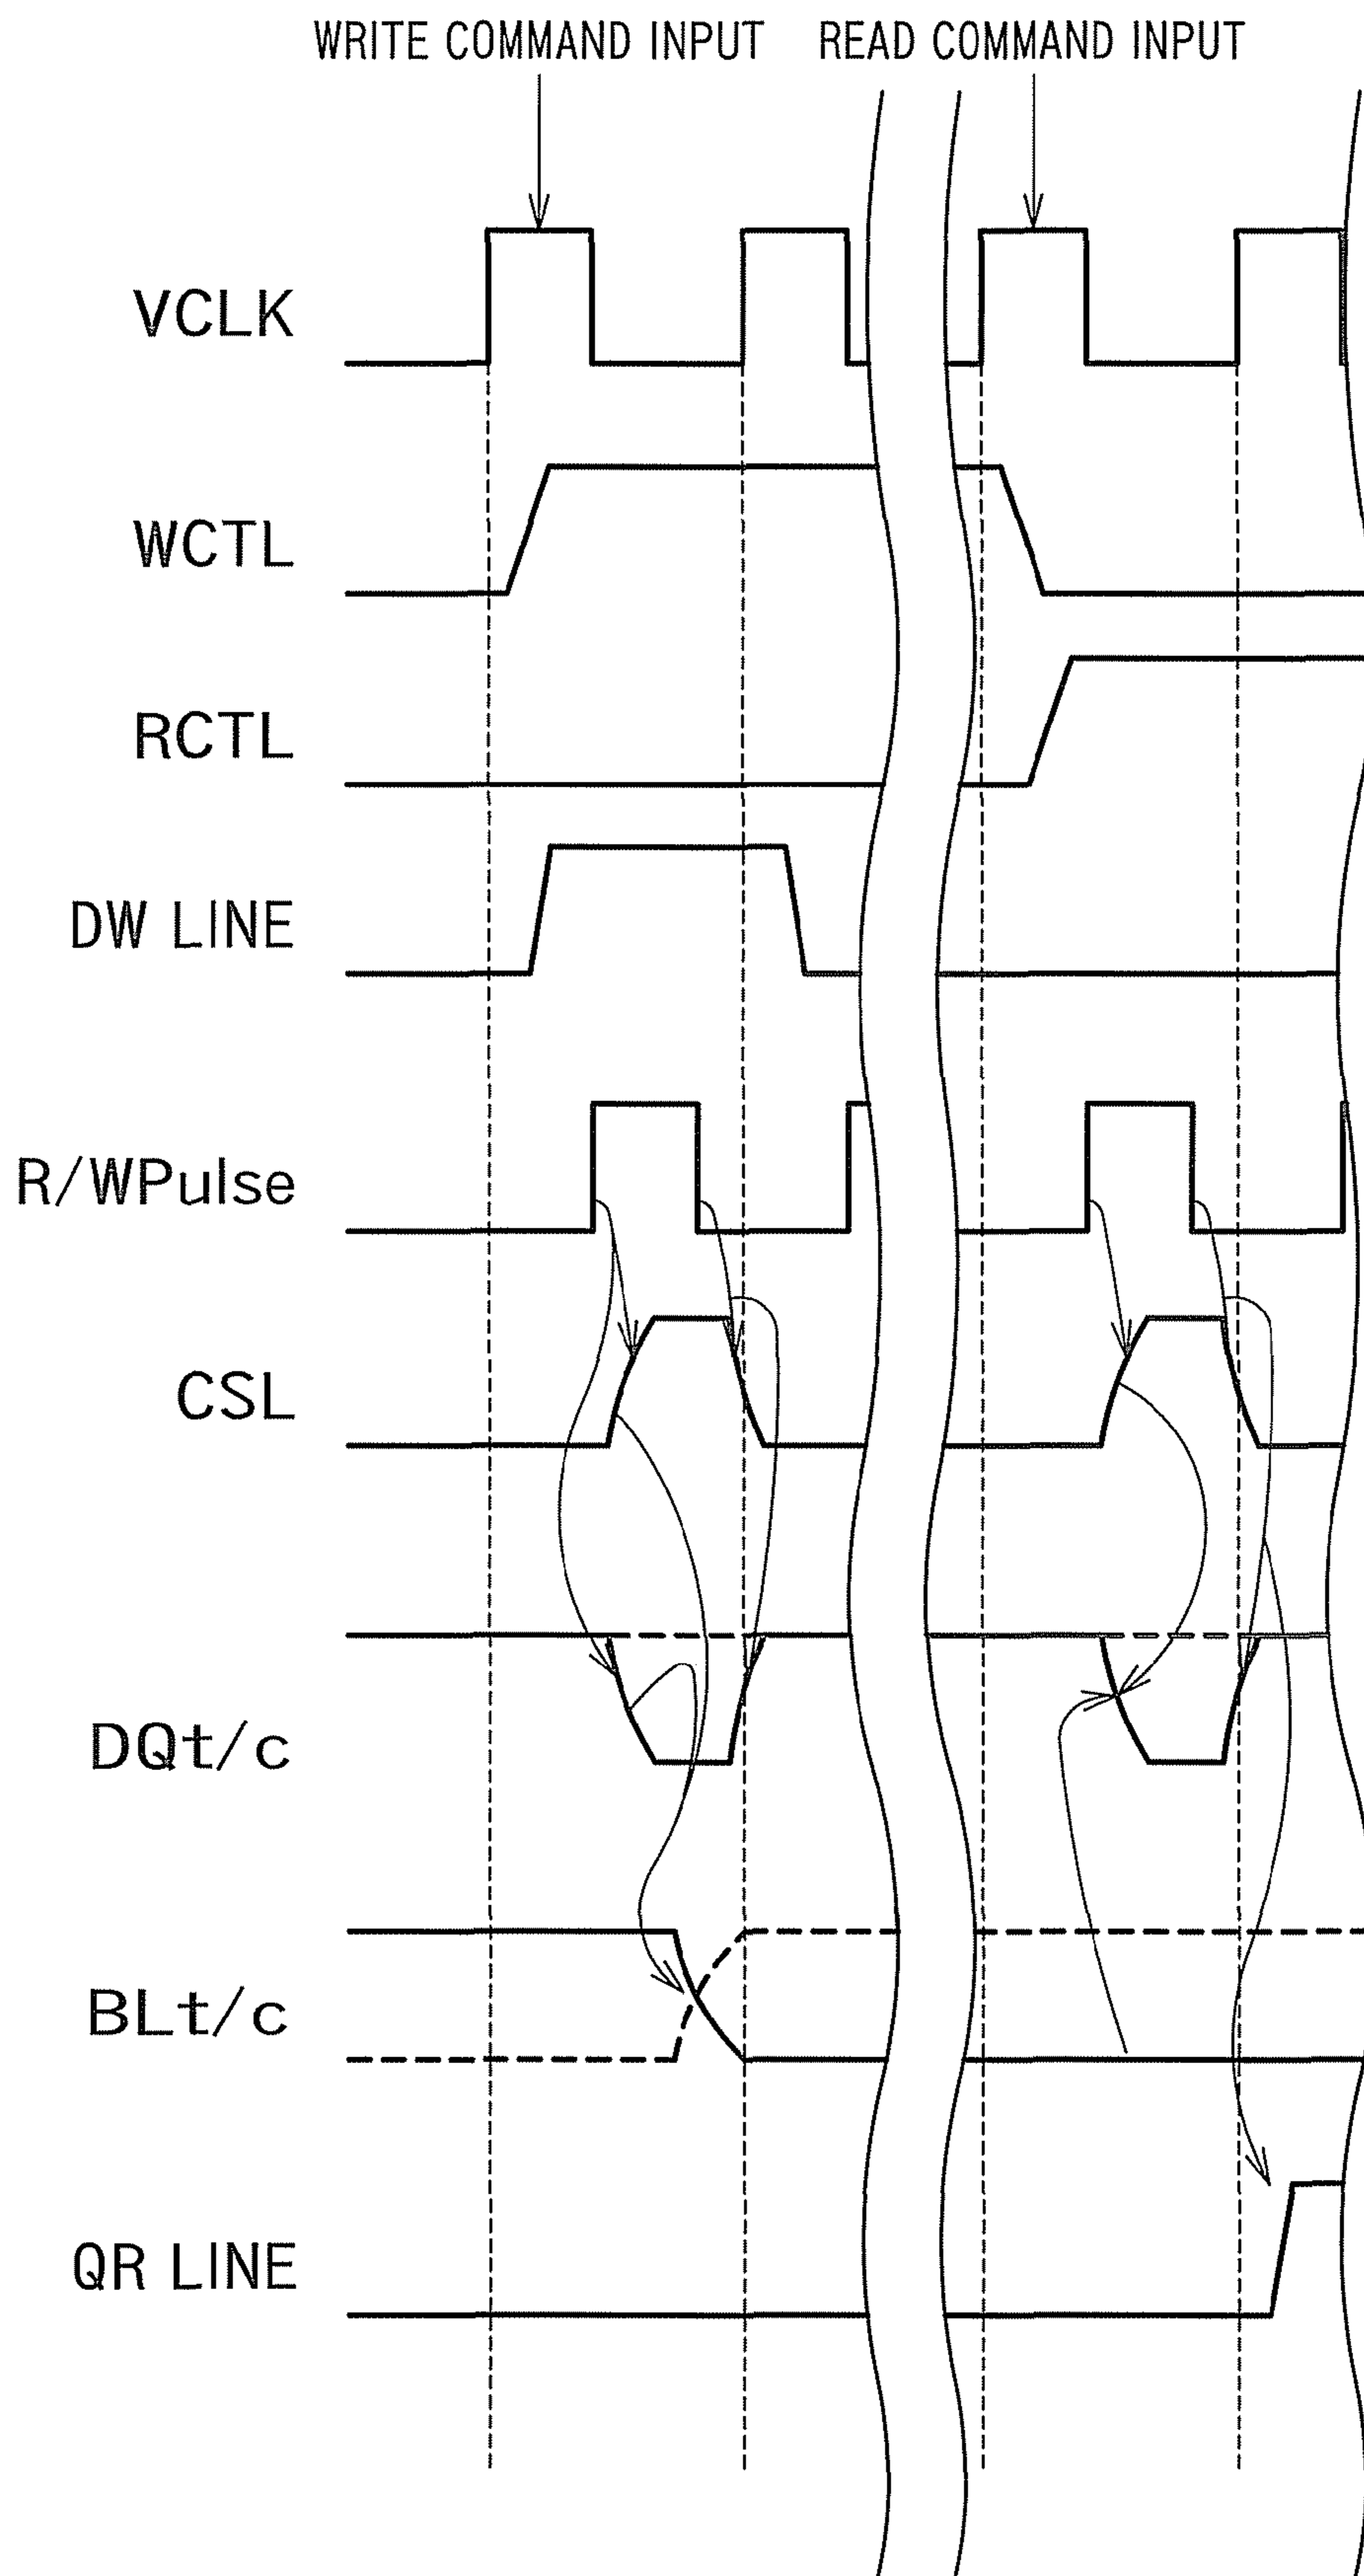 WRITE COMMAND INPUT READ COMMAND INPUT
VCLK
WCTL
RCTL
DW LINE
R/WPulse
CSL
DQt/c
BLt/c
QR LINE